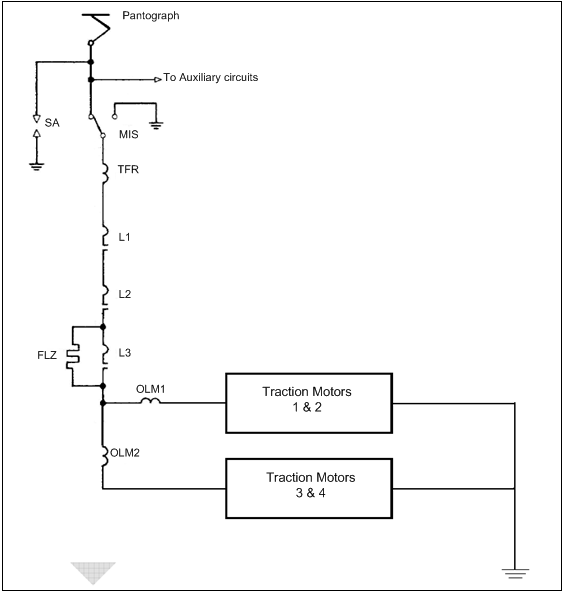 Pantograph
To Auxiliary circuits
SA
MIS
TFR
L1
L2
FLZ
L3
OLM1
Traction Motors
1 & 2
OLM2
Traction Motors
3 & 4